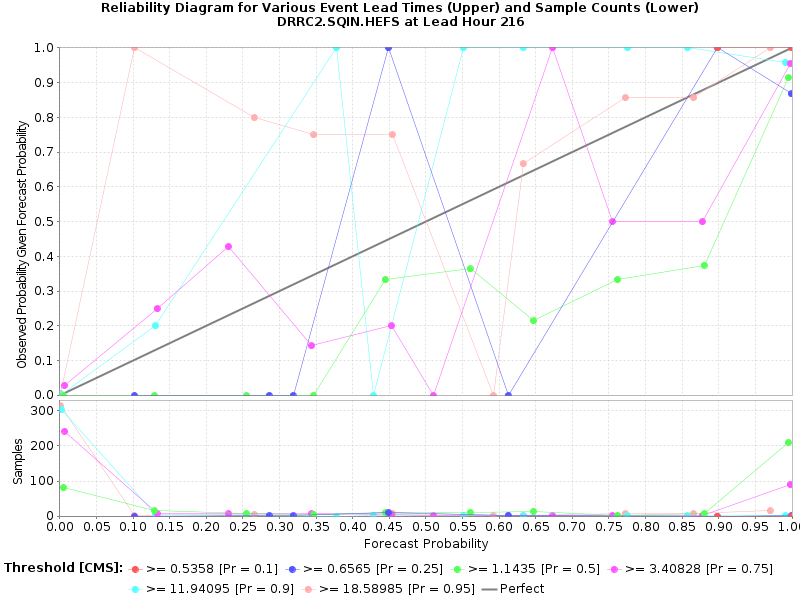 Reliability Diagram for Various Event Lead Times (Upper) and Sample Counts (Lower)
DRRC2.SQIN.HEFS at Lead Hour 216
Observed Probability Given Forecast Probability
1.0
0.9
0.8
0.7
0.6
0.5
0.4
0.3
0.2
0.1
0.0
Samples
300
200
100
0
0.00 0.05 0.10 0.15 0.20 0.25 0.30 0.35 0.40 0.45 0.50 0.55 0.60 0.65 0.70 0.75 0.80 0.85 0.90 0.95 1.0
Forecast Probability
Threshold [CMS]: >= 0.5358 [Pr = 0.1] >= 0.6565 [Pr = 0.25] >= 1.1435 [Pr = 0.5] >= 3.40828 [Pr = 0.75]
>= 11.94095 [Pr = 0.9] >= 18.58985 [Pr = 0.95] Perfect